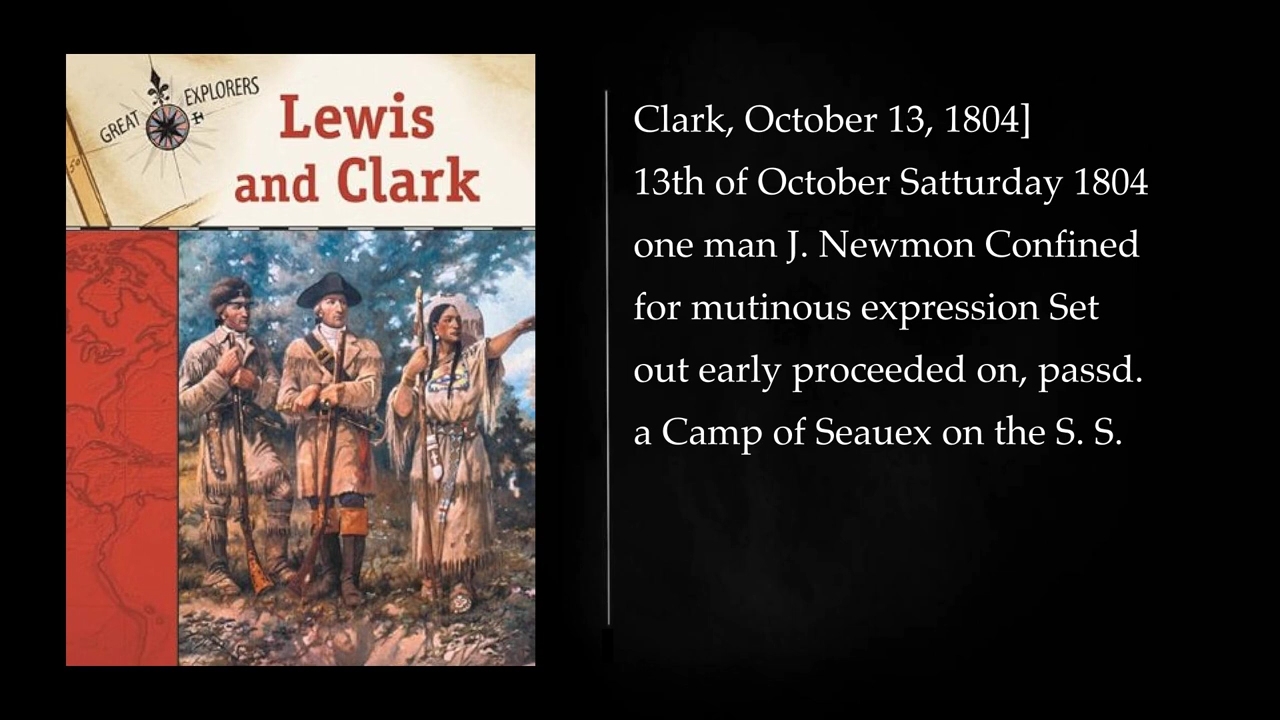 GREAT EXPLORERS
Lewis
and Clark
50
Clark, October 13, 1804]
13th of October Satturday 1804
one man J. Newmon Confined
for mutinous expression Set
out early proceeded on, passd.
a Camp of Seauex on the S. S.